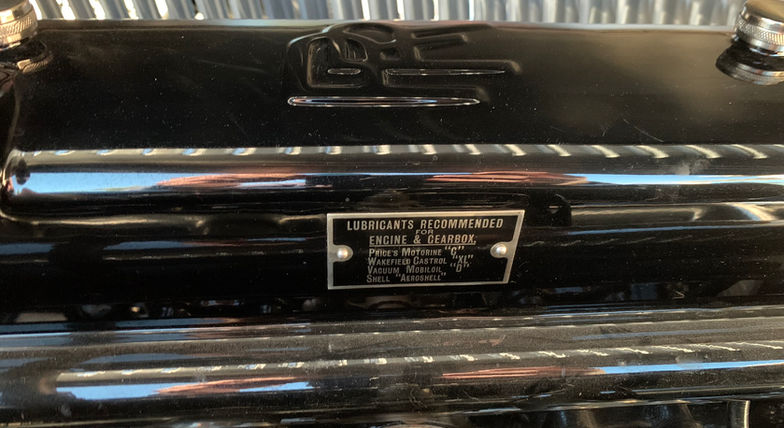 LUBRICANTS RECOMMENDED
FOR
ENGINE & GEARBOX,
PRICE'S MOTORINE "C"
WAKEFIELD CASTROL "XL"
VACUUM MOBILOIL "D"
SHELL "AEROSHELL"